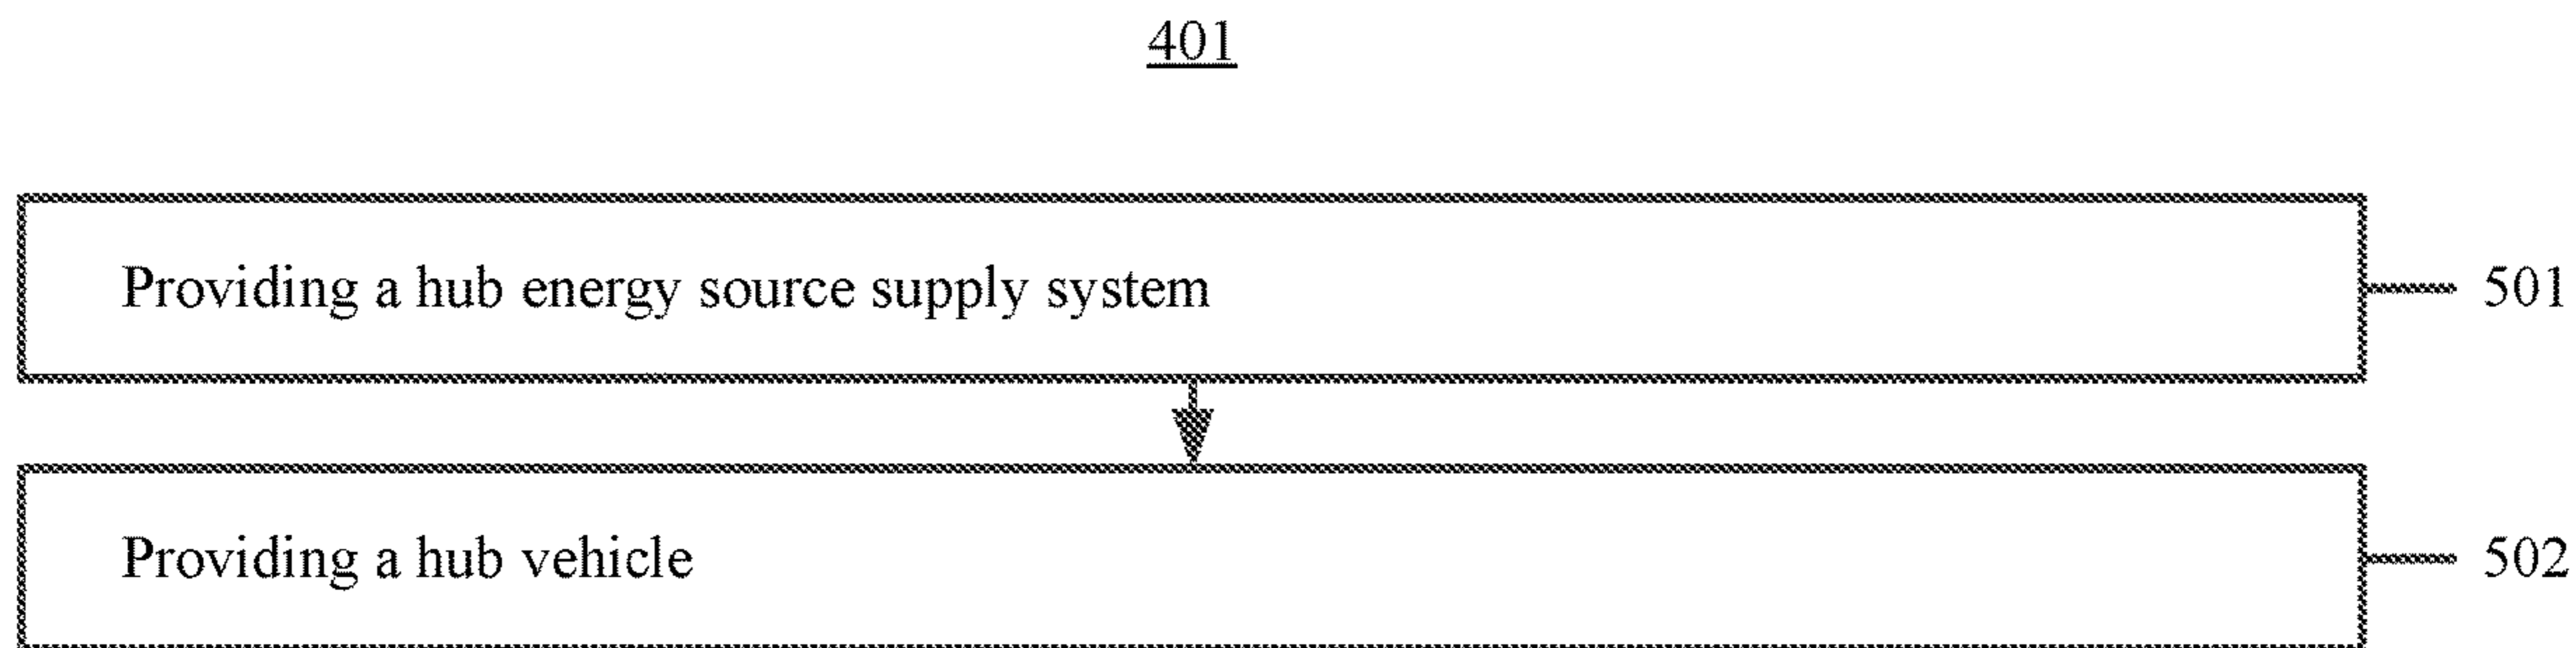 401
Providing a hub energy source supply system
501
Providing a hub vehicle
502